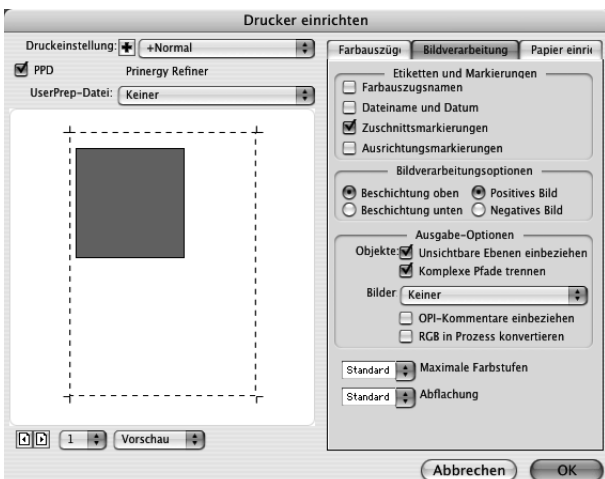 Drucker einrichten
Druckeinstellung: +Normal
PPD Prinergy Refiner
UserPrep-Datei: Keiner
1 Vorschau
Farbauszüg Bildverarbeitung Papier einri
Etiketten und Markierungen
Farbauszugsnamen
Dateiname und Datum
Zuschnittsmarkierungen
Ausrichtungsmarkierungen
Bildverarbeitungsoptionen
Beschichtung oben Positives Bild
Beschichtung unten Negatives Bild
Ausgabe-Optionen
Objekte: Unsichtbare Ebenen einbeziehen
Komplexe Pfade trennen
Bilder Keiner
OPI-Kommentare einbeziehen
RGB in Prozess konvertieren
Standard Maximale Farbstufen
Standard Abflachung
Abbrechen OK